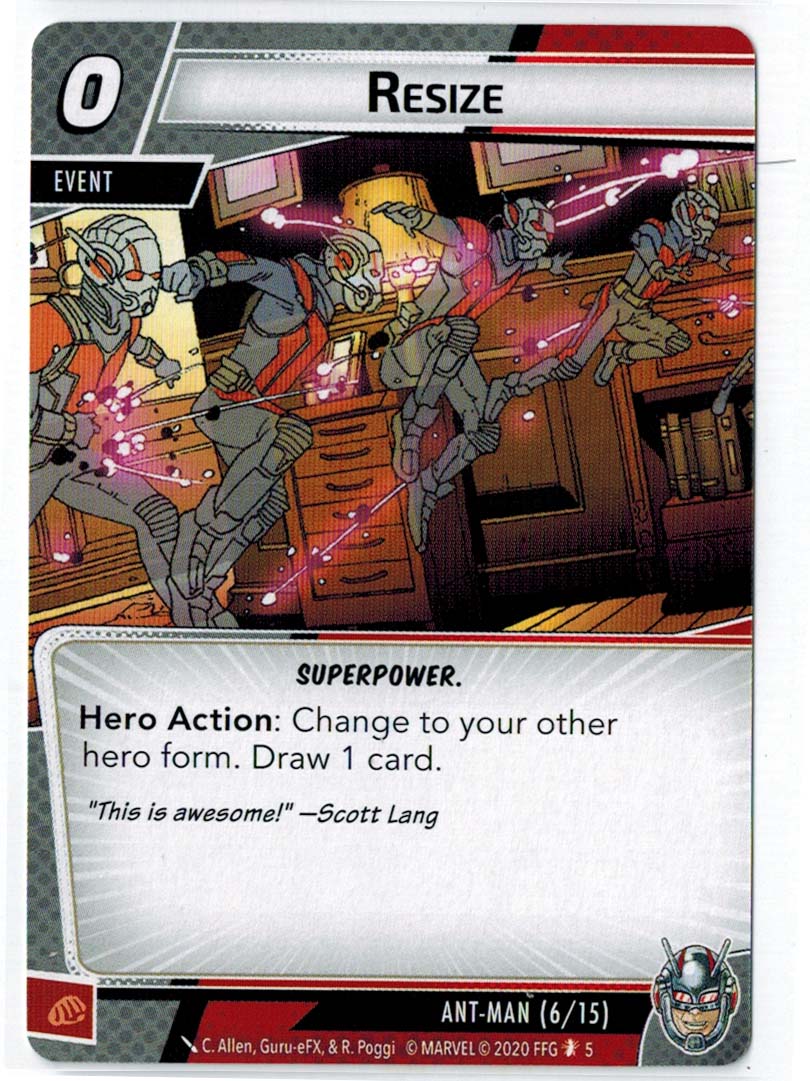 0
RESIZE
EVENT
SUPERPOWER.
Hero Action: Change to your other
hero form. Draw 1 card.
"This is awesome!" —Scott Lang
ANT-MAN (6/15)
C. Allen, Guru-eFX, & R. Poggi © MARVEL © 2020 FFG 5